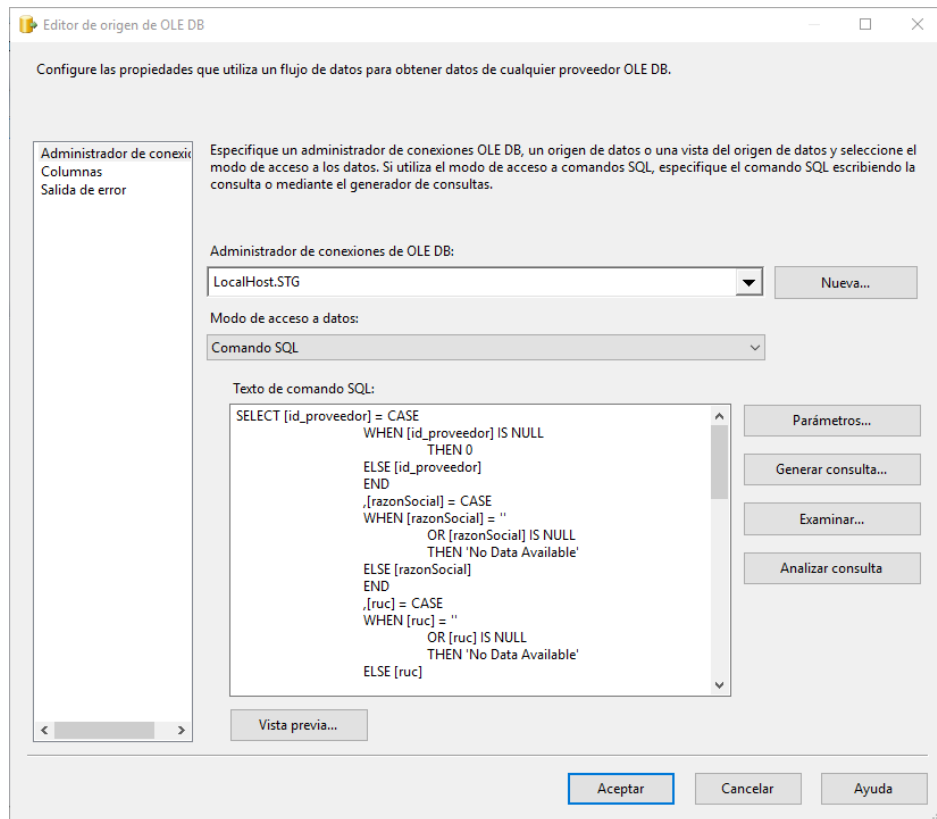 Editor de origen de OLE DB
Configure las propiedades que utiliza un flujo de datos para obtener datos de cualquier proveedor OLE DB.
Administrador de conexio
Columnas
Salida de error
Especifique un administrador de conexiones OLE DB, un origen de datos o una vista del origen de datos y seleccione el
modo de acceso a los datos. Si utiliza el modo de acceso a comandos SQL, especifique el comando SQL escribiendo la
consulta o mediante el generador de consultas.
Administrador de conexiones de OLE DB:
LocalHost.STG
Nueva...
Modo de acceso a datos:
Comando SQL
Texto de comando SQL:
SELECT [id_proveedor] = CASE
WHEN [id_proveedor] IS NULL
THEN 0
ELSE [id_proveedor]
END
,[razonSocial] = CASE
WHEN [razonSocial] = ''
OR [razonSocial] IS NULL
THEN 'No Data Available'
ELSE [razonSocial]
END
,[ruc] = CASE
WHEN [ruc] = ''
OR [ruc] IS NULL
THEN 'No Data Available'
ELSE [ruc]
Parámetros...
Generar consulta...
Examinar...
Analizar consulta
Vista previa...
Aceptar
Cancelar
Ayuda